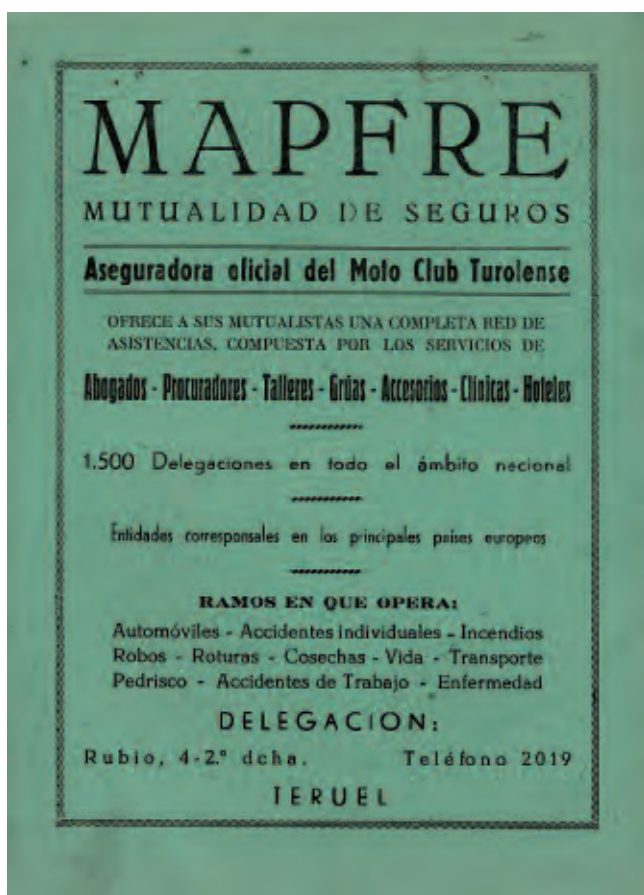 MAPFRE
MUTUALIDAD DE SEGUROS
Aseguradora oficial del Moto Club Turolense
OFRECE A SUS MUTUALISTAS UNA COMPLETA RED DE
ASISTENCIAS, COMPUESTA POR LOS SERVICIOS DE
Abogados - Procuradores - Talleres - Grúas - Accesorios - Clínicas - Hoteles
1.500 Delegaciones en todo el ámbito nacional
Entidades corresponsales en los principales países europeos
RAMOS EN QUE OPERA:
Automóviles - Accidentes individuales - Incendios
Robos - Roturas - Cosechas - Vida - Transporte
Pedrisco - Accidentes de Trabajo - Enfermedad
DELEGACION:
Rubio, 4-2.º dcha. Teléfono 2019
TERUEL